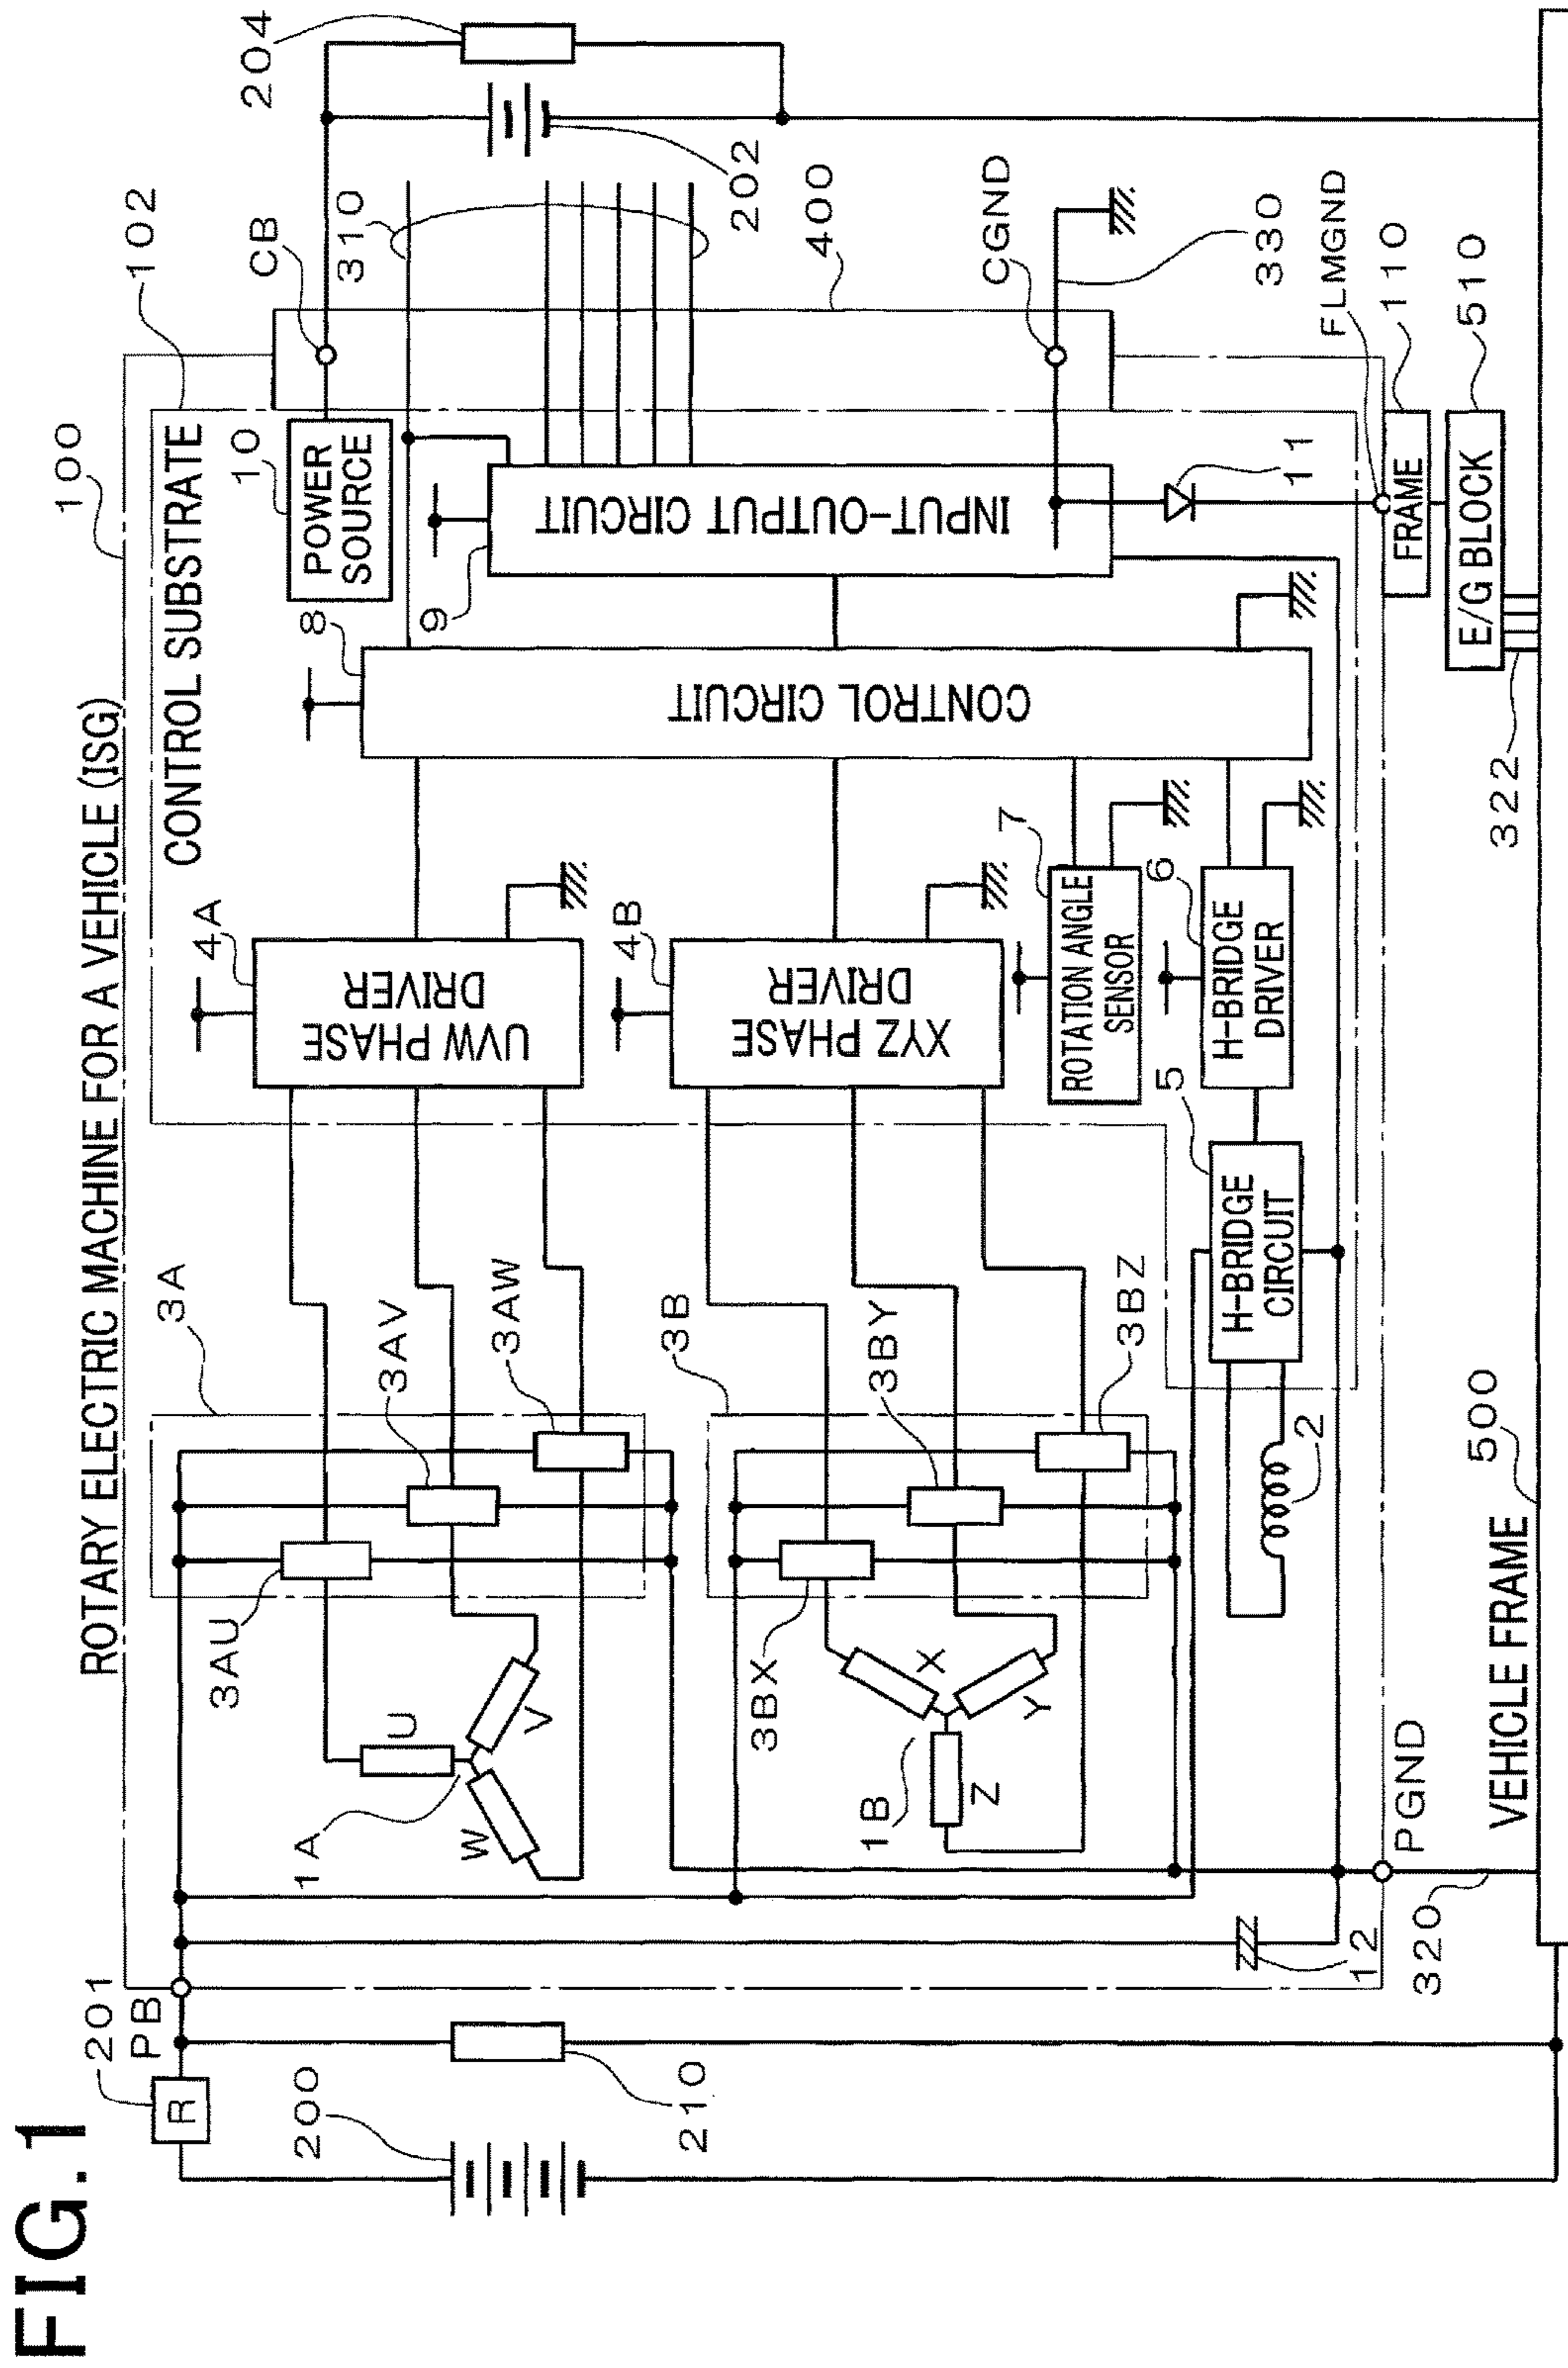 FIG.1
ROTARY ELECTRIC MACHINE FOR A VEHICLE (ISG)
100
102
CONTROL SUBSTRATE
201
R
PB
200
210
3A
3AU
3AV
3AW
1A
U
V
W
4A
UVW PHASE
DRIVER
3B
3BX
3BY
3BZ
1B
X
Y
Z
4B
XYZ PHASE
DRIVER
7
ROTATION ANGLE
SENSOR
6
H-BRIDGE
DRIVER
5
H-BRIDGE
CIRCUIT
2
12
8
CONTROL CIRCUIT
9
INPUT-OUTPUT CIRCUIT
10
POWER
SOURCE
11
CB
310
204
202
400
CGND
330
FLMGND
110
FRAME
510
E/G BLOCK
322
PGND
320
500
VEHICLE FRAME